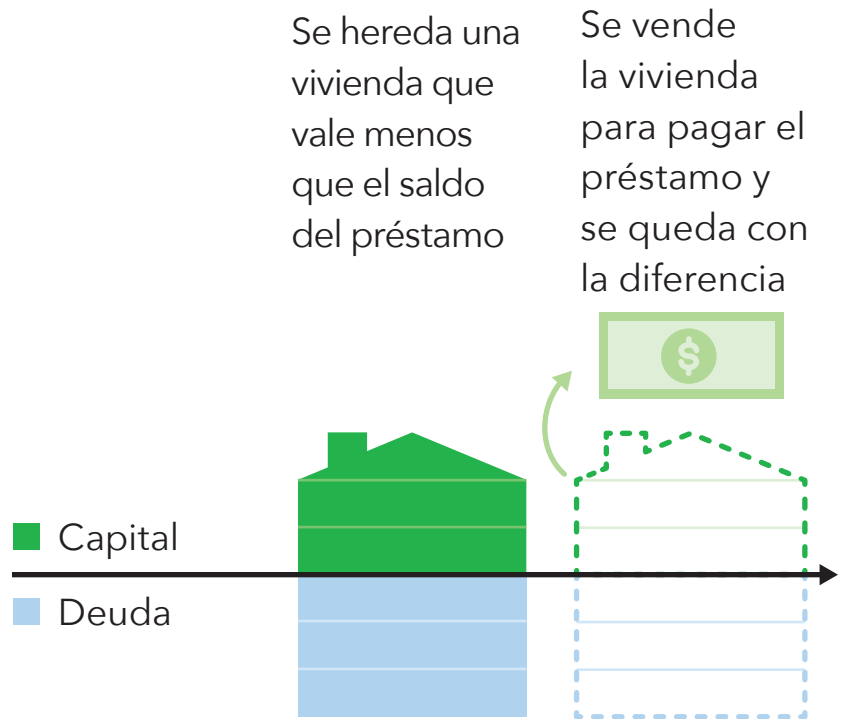 Se hereda una
vivienda que
vale menos
que el saldo
del préstamo
Se vende
la vivienda
para pagar el
préstamo y
se queda con
la diferencia
$
Capital
Deuda